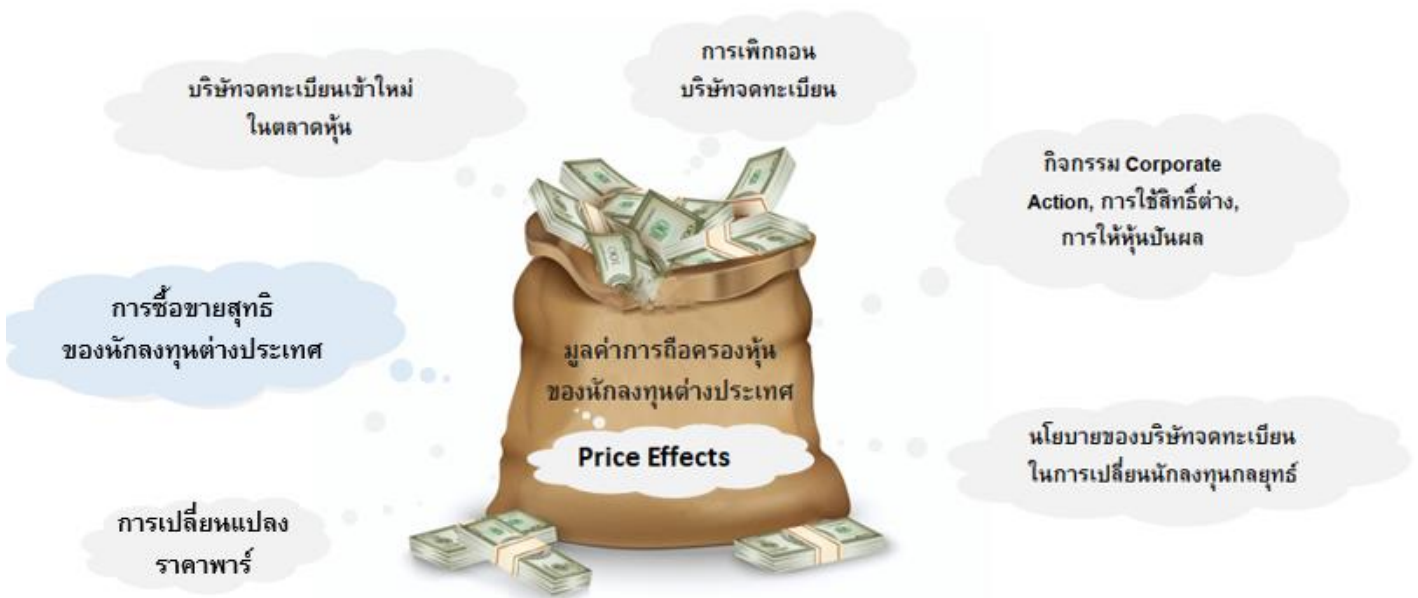 การเพิกถอน
บริษัทจดทะเบียน
บริษัทจดทะเบียนเข้าใหม่
ในตลาดหุ้น
กิจกรรม Corporate
Action, การใช้สิทธิ์ต่าง,
การให้หุ้นปันผล
การซื้อขายสุทธิ
ของนักลงทุนต่างประเทศ
มูลค่าการถือครองหุ้น
ของนักลงทุนต่างประเทศ
Price Effects
นโยบายของบริษัทจดทะเบียน
ในการเปลี่ยนนักลงทุนกลยุทธ์
การเปลี่ยนแปลง
ราคาพาร์